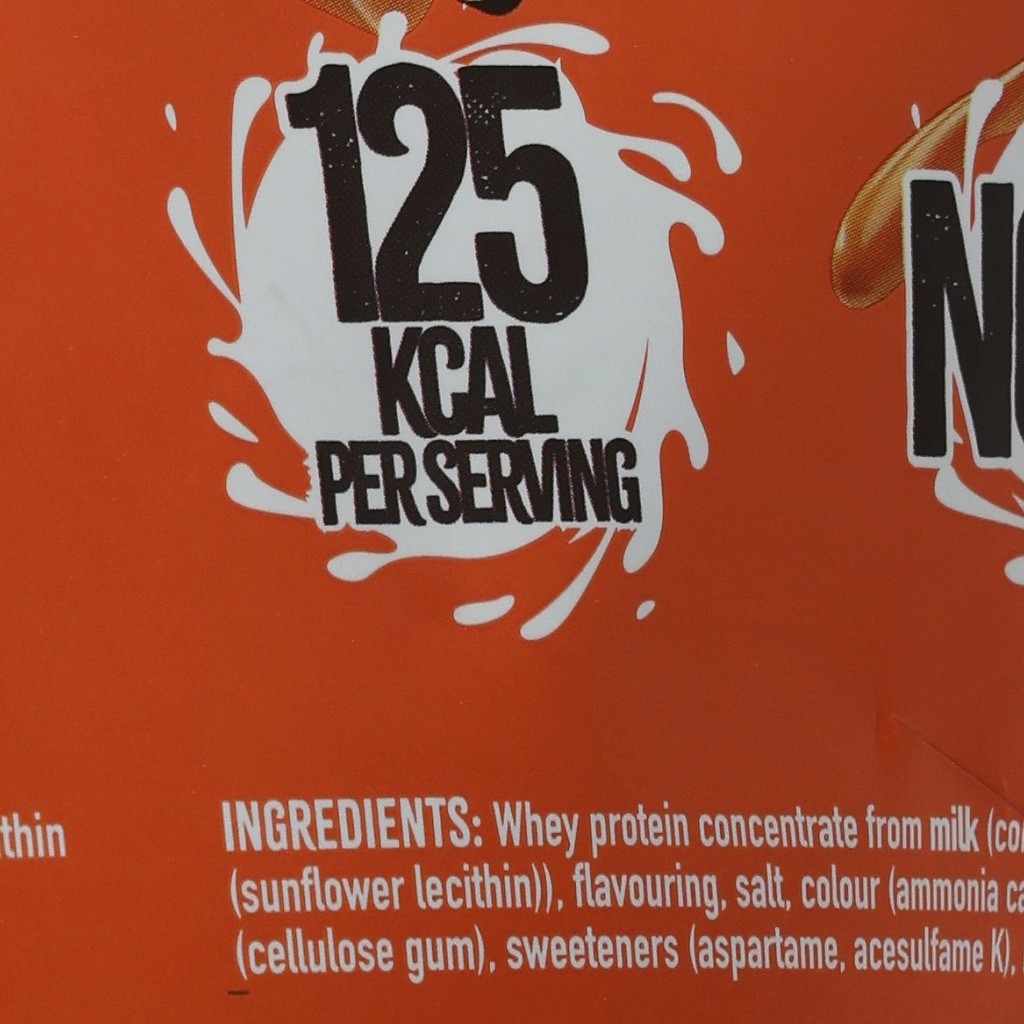 125
KCAL
PER SERVING
INGREDIENTS: Whey protein concentrate from milk
(sunflower lecithin)), flavouring, salt, colour (ammonia
(cellulose gum), sweeteners (aspartame, acesulfame K),